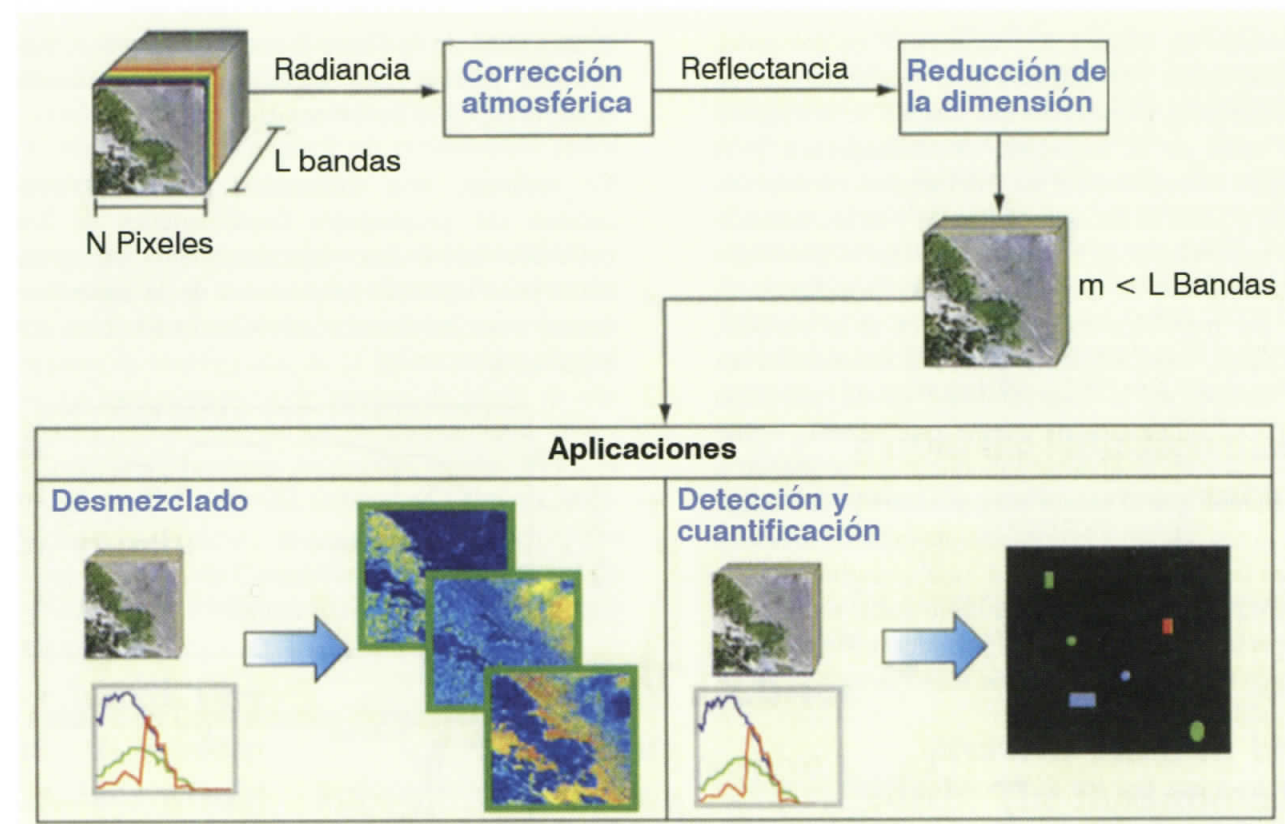 Radiancia
Corrección
atmosférica
Reflectancia
Reducción de
la dimensión
L bandas
N Pixeles
m < L Bandas
Aplicaciones
Desmezclado
Detección y
cuantificación